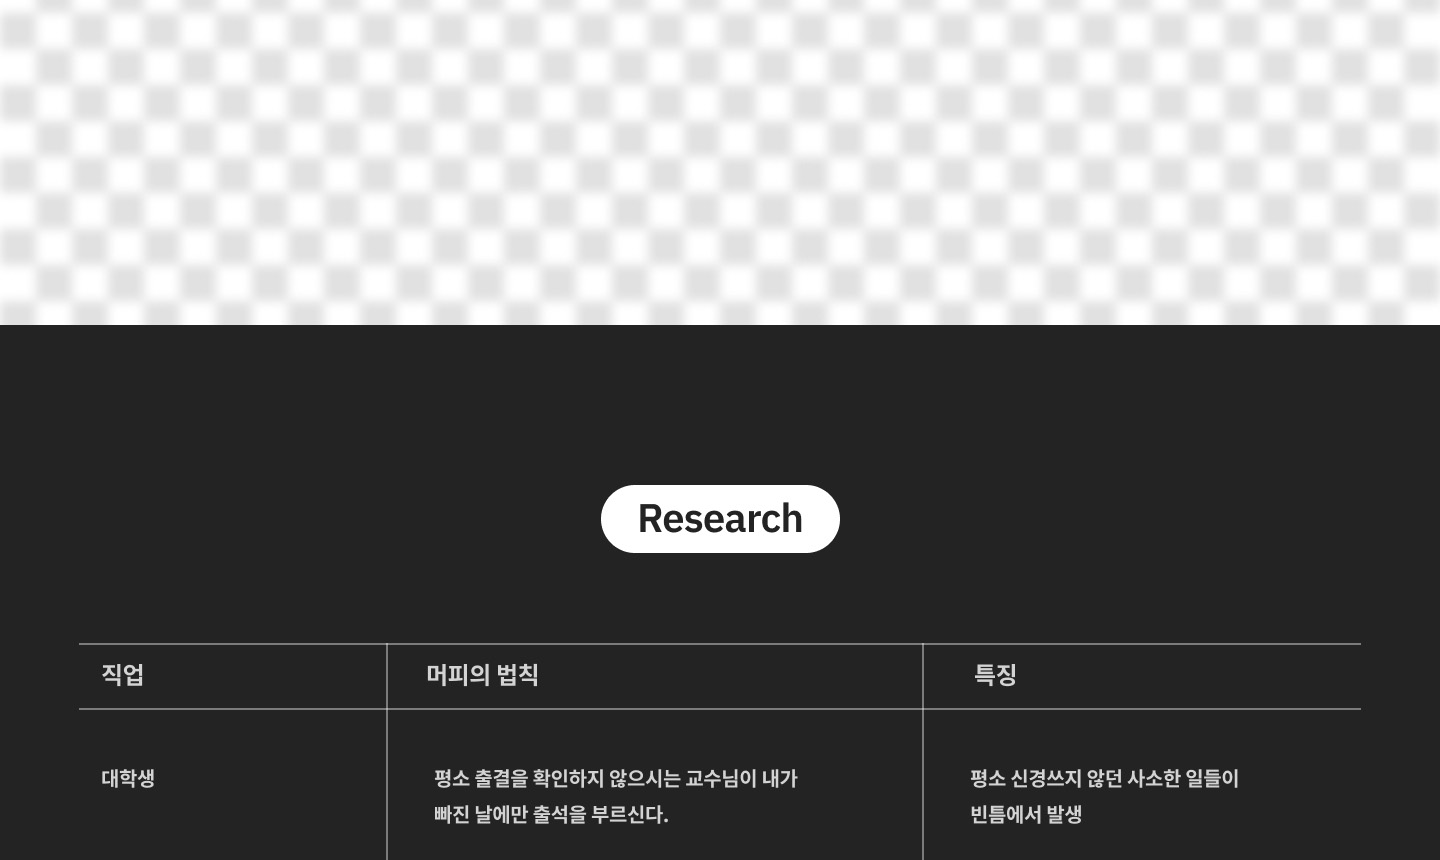 Research
직업
머피의 법칙
특징
대학생
평소 출결을 확인하지 않으시는 교수님이 내가
빠진 날에만 출석을 부르신다.
평소 신경쓰지 않던 사소한 일들이
빈틈에서 발생